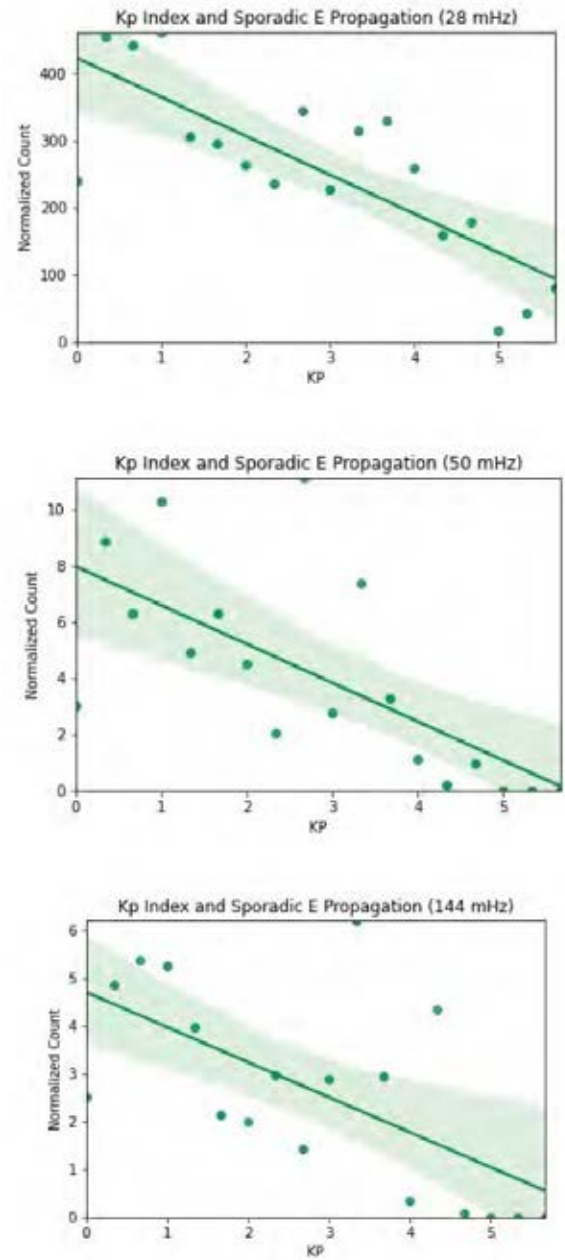 Kp Index and Sporadic E Propagation (28 mHz)
400
300
200
100
0
Normalized Count
0 1 2 3 4 5
KP
Kp Index and Sporadic E Propagation (50 mHz)
10
8
6
4
2
0
Normalized Count
0 1 2 3 4 5
KP
Kp Index and Sporadic E Propagation (144 mHz)
6
5
4
3
2
1
0
Normalized Count
0 1 2 3 4 5
KP